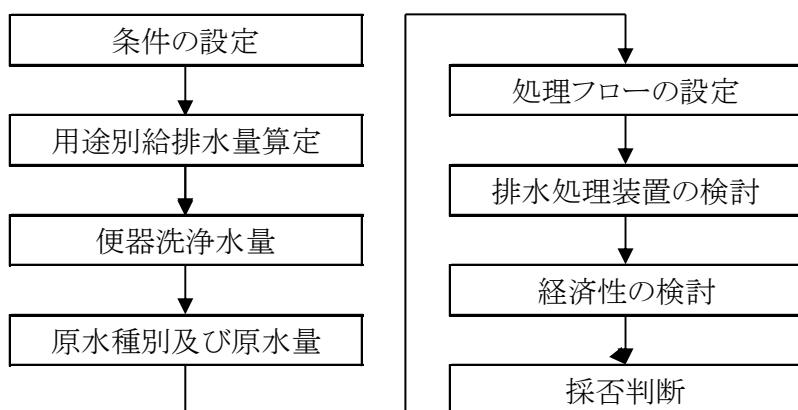 条件の設定
用途別給排水量算定
便器洗浄水量
原水種別及び原水量
処理フローの設定
排水処理装置の検討
経済性の検討
採否判断